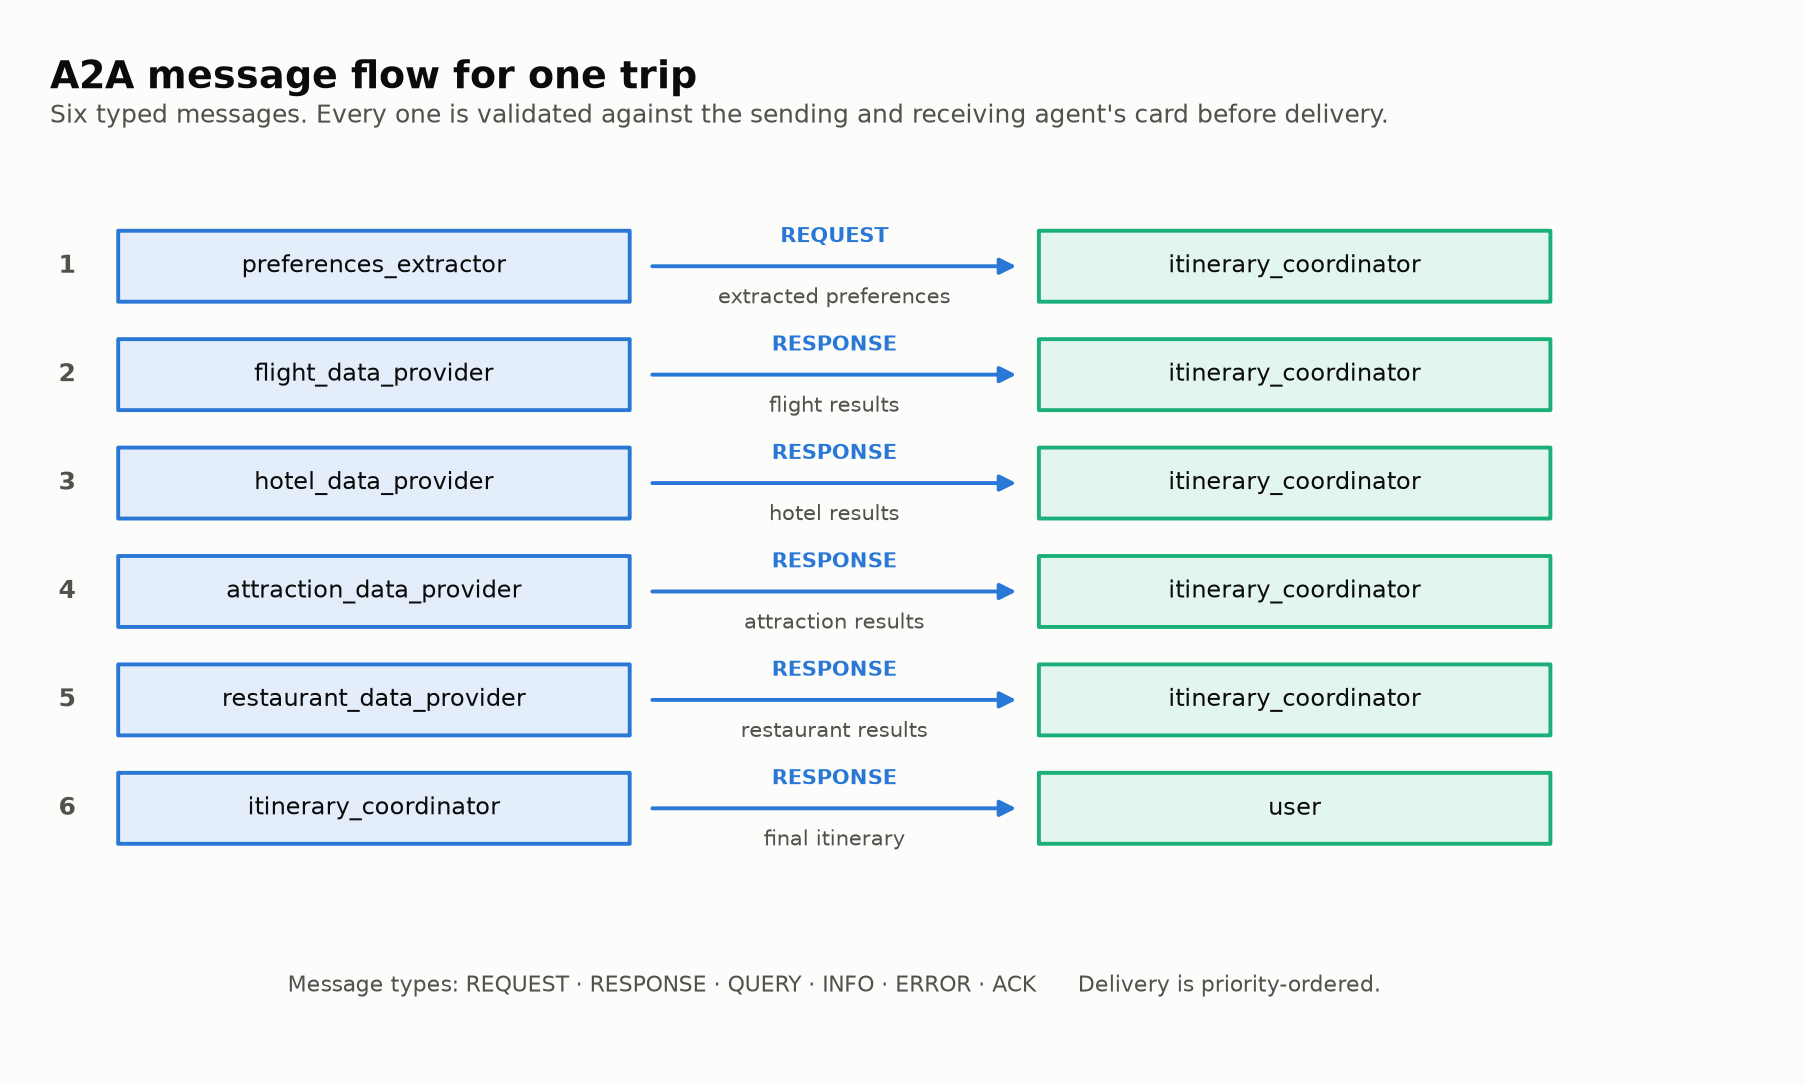 A2A message flow for one trip
Six typed messages. Every one is validated against the sending and receiving agent's card before delivery.
1
preferences_extractor
REQUEST
extracted preferences
itinerary_coordinator
2
flight_data_provider
RESPONSE
flight results
itinerary_coordinator
3
hotel_data_provider
RESPONSE
hotel results
itinerary_coordinator
4
attraction_data_provider
RESPONSE
attraction results
itinerary_coordinator
5
restaurant_data_provider
RESPONSE
restaurant results
itinerary_coordinator
6
itinerary_coordinator
RESPONSE
final itinerary
user
Message types: REQUEST · RESPONSE · QUERY · INFO · ERROR · ACK Delivery is priority-ordered.